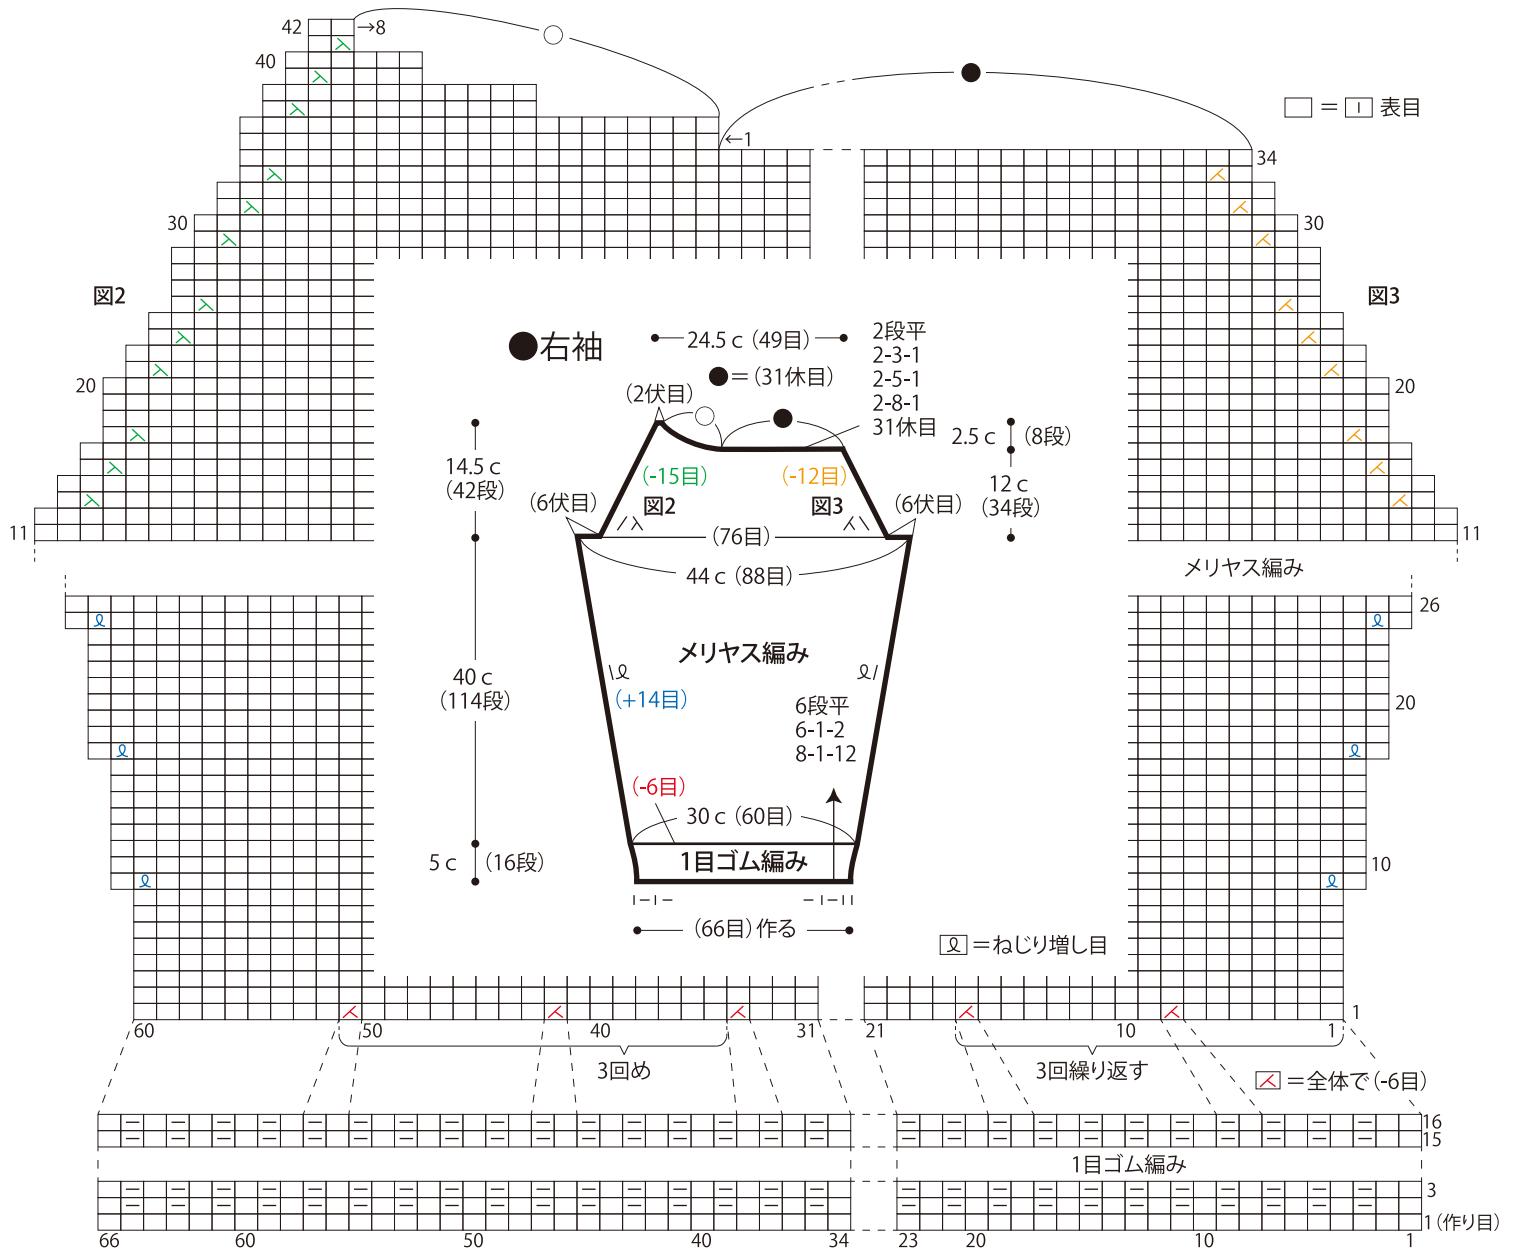 42
→8
40
←1
= 表目
34
30
30
図2
図3
●右袖
24.5 c (49目)
2段平
2-3-1
2-5-1
2-8-1
31休目
●=(31休目)
(2伏目)
2.5 c (8段)
14.5 c
(42段)
(-15目)
(-12目)
12 c
(34段)
(6伏目)
図2
図3
(6伏目)
20
20
11
11
(76目)
44 c (88目)
メリヤス編み
26
メリヤス編み
40 c
(114段)
(+14目)
6段平
6-1-2
8-1-12
20
(-6目)
30 c (60目)
5 c (16段)
1目ゴム編み
10
(66目)作る
=ねじり増し目
1
60
50
40
31
21
10
1
3回め
3回繰り返す
=全体で(-6目)
16
15
1目ゴム編み
3
1(作り目)
66
60
50
40
34
23
20
10
1